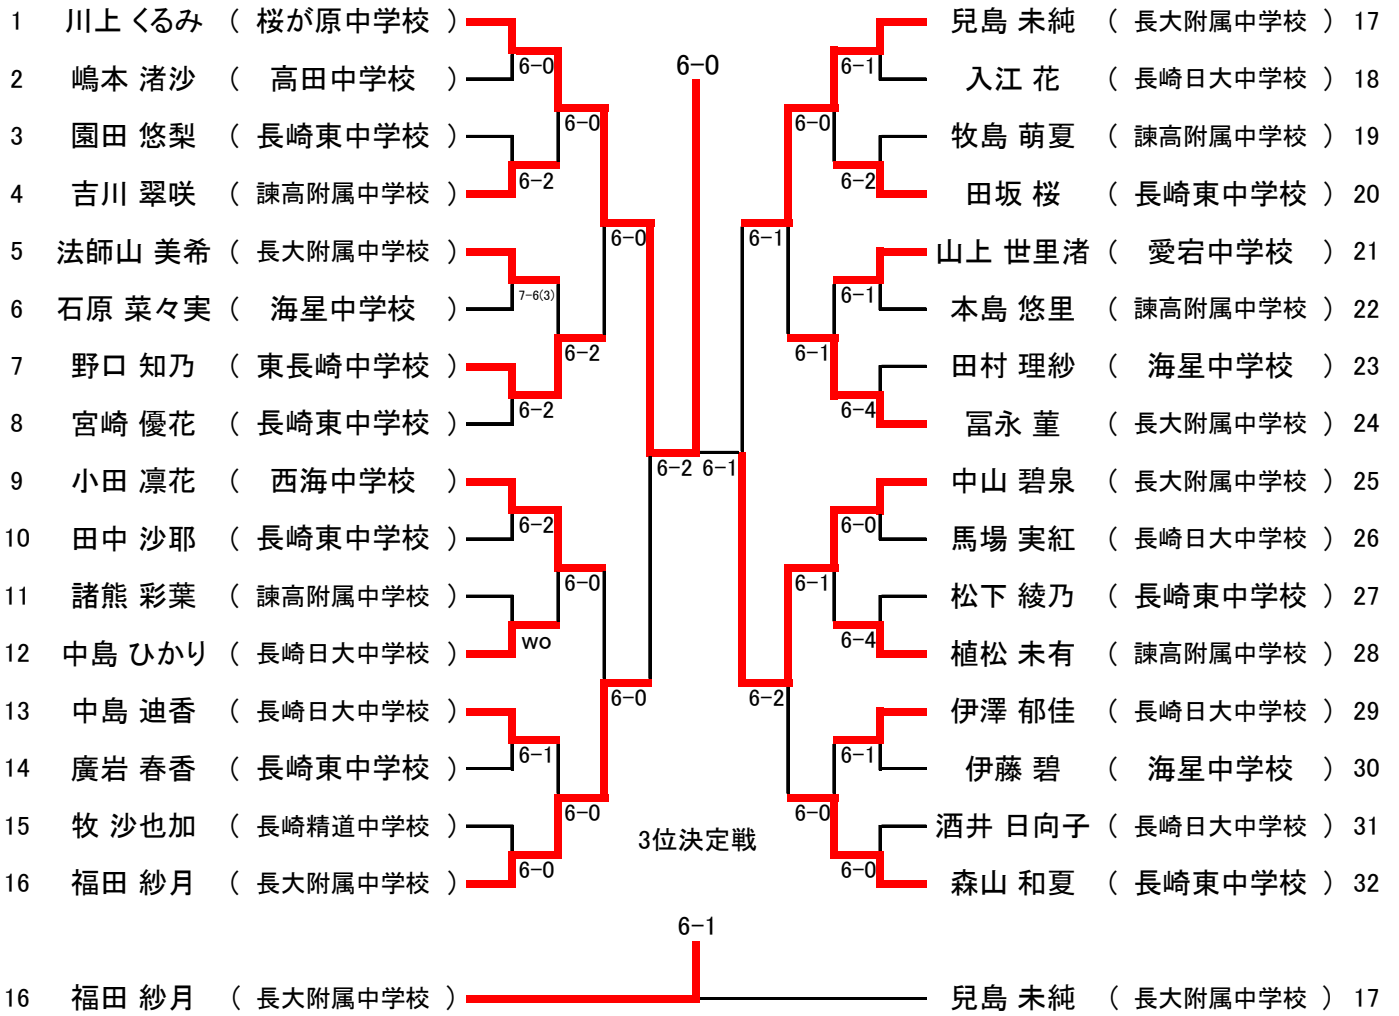 1 川上 くるみ ( 桜が原中学校 ) 兒島 未純 ( 長大附属中学校 ) 17
6-0 6-0 6-1
2 嶋本 渚沙 ( 高田中学校 ) 入江 花 ( 長崎日大中学校 ) 18
6-0 6-0
3 園田 悠梨 ( 長崎東中学校 ) 牧島 萌夏 ( 諫高附属中学校 ) 19
6-2 6-2
4 吉川 翠咲 ( 諫高附属中学校 ) 田坂 桜 ( 長崎東中学校 ) 20
6-0 6-1
5 法師山 美希 ( 長大附属中学校 ) 山上 世里渚 ( 愛宕中学校 ) 21
7-6(3) 6-1
6 石原 菜々実 ( 海星中学校 ) 本島 悠里 ( 諫高附属中学校 ) 22
6-2 6-1
7 野口 知乃 ( 東長崎中学校 ) 田村 理紗 ( 海星中学校 ) 23
6-2 6-4
8 宮崎 優花 ( 長崎東中学校 ) 冨永 菫 ( 長大附属中学校 ) 24
6-2 6-1
9 小田 凛花 ( 西海中学校 ) 中山 碧泉 ( 長大附属中学校 ) 25
6-2 6-0
10 田中 沙耶 ( 長崎東中学校 ) 馬場 実紅 ( 長崎日大中学校 ) 26
6-0 6-1
11 諸熊 彩葉 ( 諫高附属中学校 ) 松下 綾乃 ( 長崎東中学校 ) 27
wo 6-4
12 中島 ひかり ( 長崎日大中学校 ) 植松 未有 ( 諫高附属中学校 ) 28
6-0 6-2
13 中島 迪香 ( 長崎日大中学校 ) 伊澤 郁佳 ( 長崎日大中学校 ) 29
6-1 6-1
14 廣岩 春香 ( 長崎東中学校 ) 伊藤 碧 ( 海星中学校 ) 30
6-0 6-0
15 牧 沙也加 ( 長崎精道中学校 ) 3位決定戦 酒井 日向子 ( 長崎日大中学校 ) 31
6-0 6-0
16 福田 紗月 ( 長大附属中学校 ) 森山 和夏 ( 長崎東中学校 ) 32
6-1
16 福田 紗月 ( 長大附属中学校 ) 兒島 未純 ( 長大附属中学校 ) 17